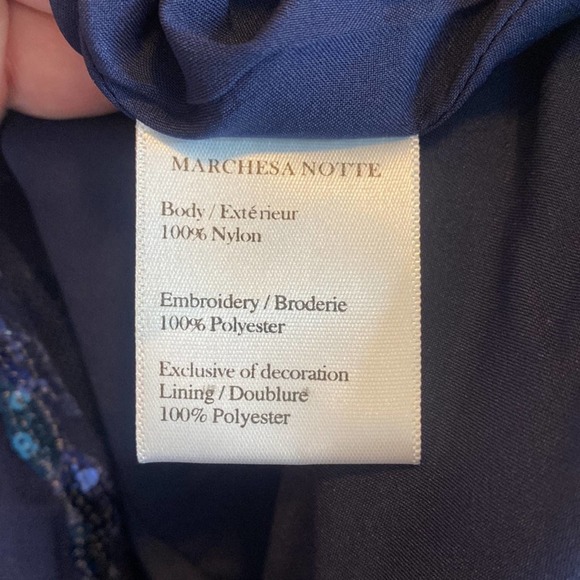 MARCHESA NOTTE
Body / Extérieur
100% Nylon
Embroidery / Broderie
100% Polyester
Exclusive of decoration
Lining / Doublure
100% Polyester